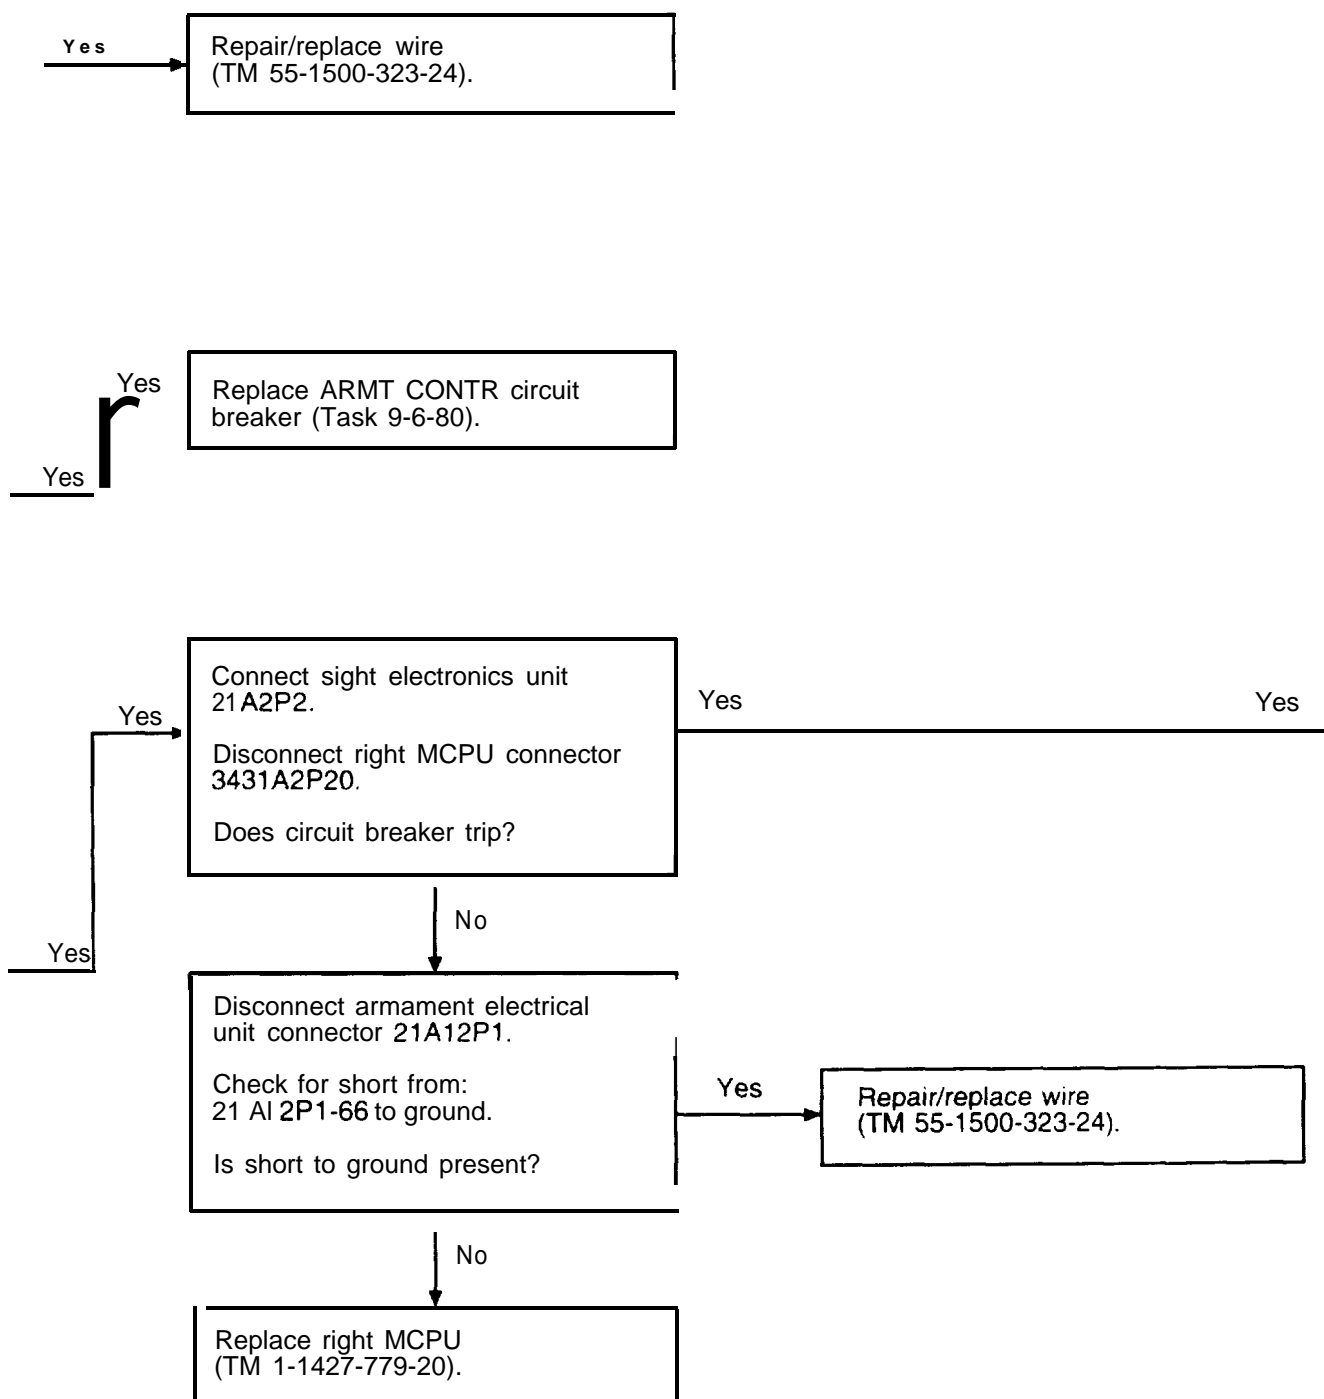 Yes
Repair/replace wire
(TM 55-1500-323-24).
Yes
Replace ARMT CONTR circuit
breaker (Task 9-6-80).
Yes
Connect sight electronics unit
21A2P2.
Yes
Yes
Yes
Disconnect right MCPU connector
3431A2P20.
Does circuit breaker trip?
No
Yes
Disconnect armament electrical
unit connector 21A12P1.
Check for short from:
21 Al 2P1-66 to ground.
Yes
Repair/replace wire
(TM 55-1500-323-24).
Is short to ground present?
No
Replace right MCPU
(TM 1-1427-779-20).